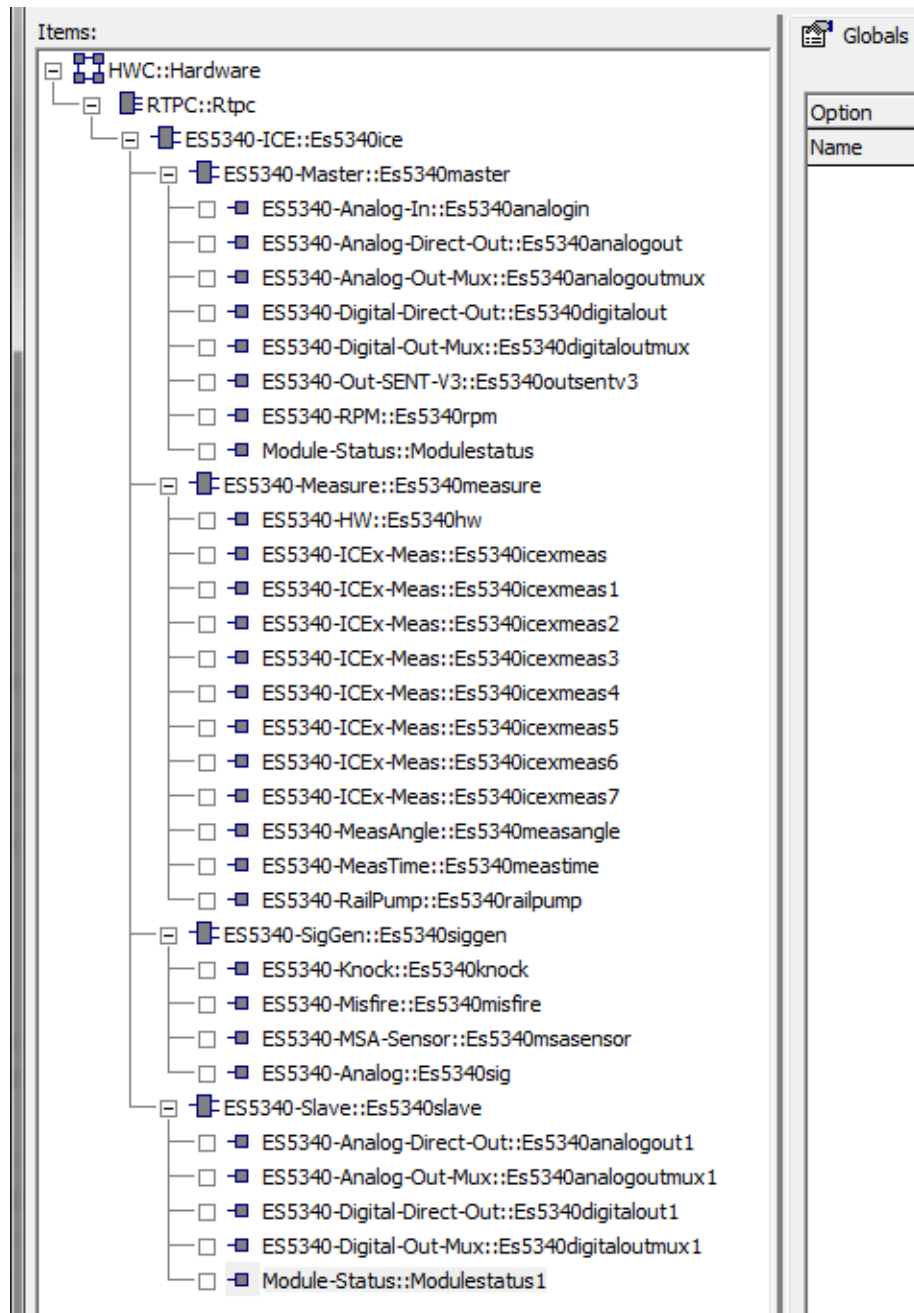 Items:
Globals
HWC::Hardware
RTPC::Rtpc
Option
ES5340-ICE::Es5340ice
Name
ES5340-Master::Es5340master
ES5340-Analog-In::Es5340analogin
ES5340-Analog-Direct-Out::Es5340analogout
ES5340-Analog-Out-Mux::Es5340analogoutmux
ES5340-Digital-Direct-Out::Es5340digitalout
ES5340-Digital-Out-Mux::Es5340digitaloutmux
ES5340-Out-SENT-V3::Es5340outsentv3
ES5340-RPM::Es5340rpm
Module-Status::Modulestatus
ES5340-Measure::Es5340measure
ES5340-HW::Es5340hw
ES5340-ICEx-Meas::Es5340icexmeas
ES5340-ICEx-Meas::Es5340icexmeas1
ES5340-ICEx-Meas::Es5340icexmeas2
ES5340-ICEx-Meas::Es5340icexmeas3
ES5340-ICEx-Meas::Es5340icexmeas4
ES5340-ICEx-Meas::Es5340icexmeas5
ES5340-ICEx-Meas::Es5340icexmeas6
ES5340-ICEx-Meas::Es5340icexmeas7
ES5340-MeasAngle::Es5340measangle
ES5340-MeasTime::Es5340meastime
ES5340-RailPump::Es5340railpump
ES5340-SigGen::Es5340siggen
ES5340-Knock::Es5340knock
ES5340-Misfire::Es5340misfire
ES5340-MSA-Sensor::Es5340msasensor
ES5340-Analog::Es5340sig
ES5340-Slave::Es5340slave
ES5340-Analog-Direct-Out::Es5340analogout1
ES5340-Analog-Out-Mux::Es5340analogoutmux1
ES5340-Digital-Direct-Out::Es5340digitalout1
ES5340-Digital-Out-Mux::Es5340digitaloutmux1
Module-Status::Modulestatus1